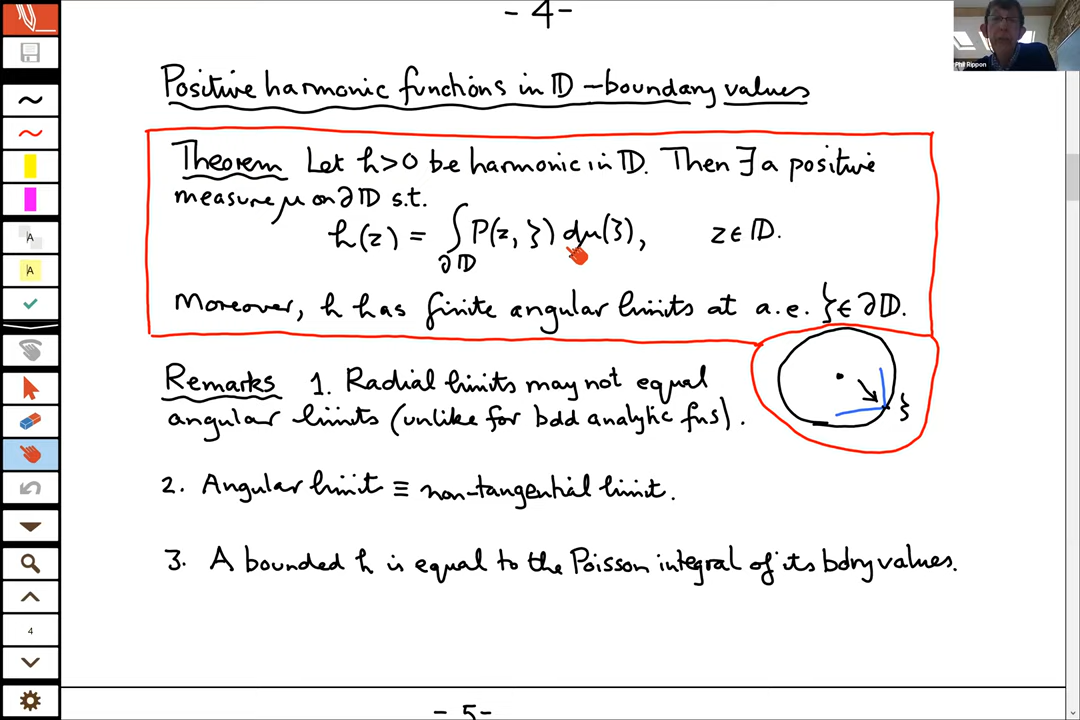 - 4 -
Phil Rippon
Positive harmonic functions in 𝔻 – boundary values
Theorem Let h>0 be harmonic in 𝔻. Then ∃ a positive
measure μ on ∂𝔻 s.t.
h(z) = ∫_∂𝔻 P(z, ζ) dμ(ζ), z ∈ 𝔻.
Moreover, h has finite angular limits at a.e. ζ ∈ ∂𝔻.
Remarks 1. Radial limits may not equal
angular limits (unlike for bdd analytic fns).
ζ
2. Angular limit ≡ non-tangential limit.
3. A bounded h is equal to the Poisson integral of its bdry values.
- 5 -
A
A
4